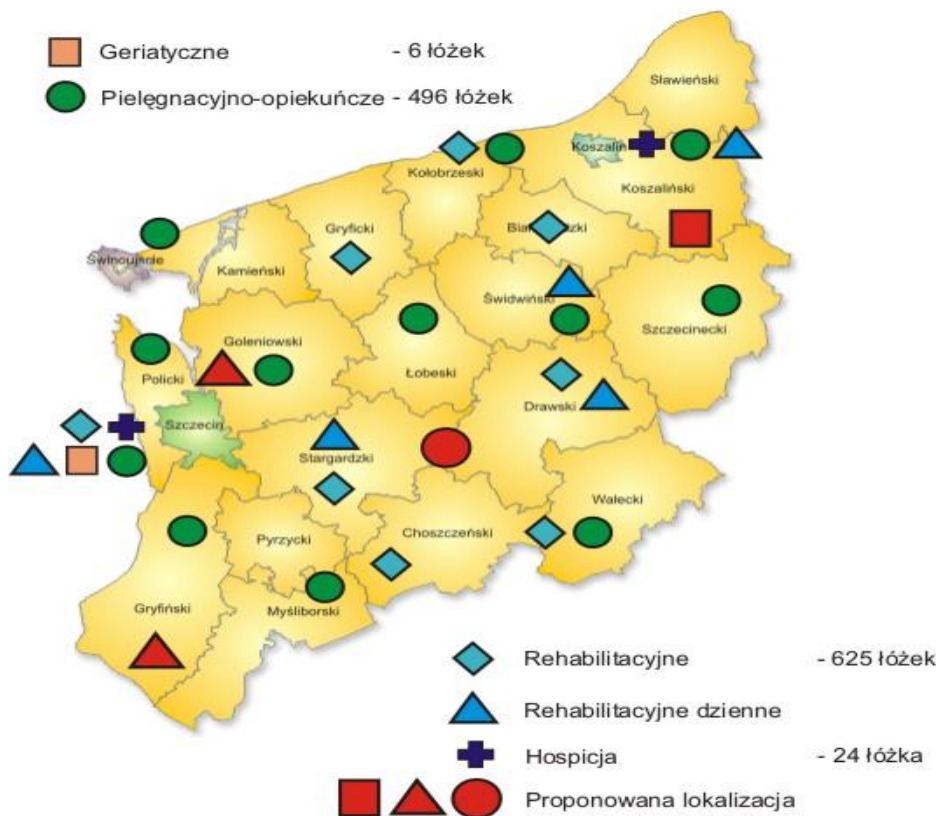 Geriatyczne - 6 łóżek
Pielęgnacyjno-opiekuńcze - 496 łóżek
Sławieński
Koszalin
Kołobrzeski
Koszaliński
Gryficki
Świnoujście
Kamieński
Świdwiński
Szczecinecki
Goleniowski
Policki
Łobeski
Drawski
Szczecin
Stargardzki
Wałecki
Choszczeński
Pyrzycki
Gryfiński
Myśliborski
Rehabilitacyjne - 625 łóżek
Rehabilitacyjne dzienne
Hospicja - 24 łóżka
Proponowana lokalizacja